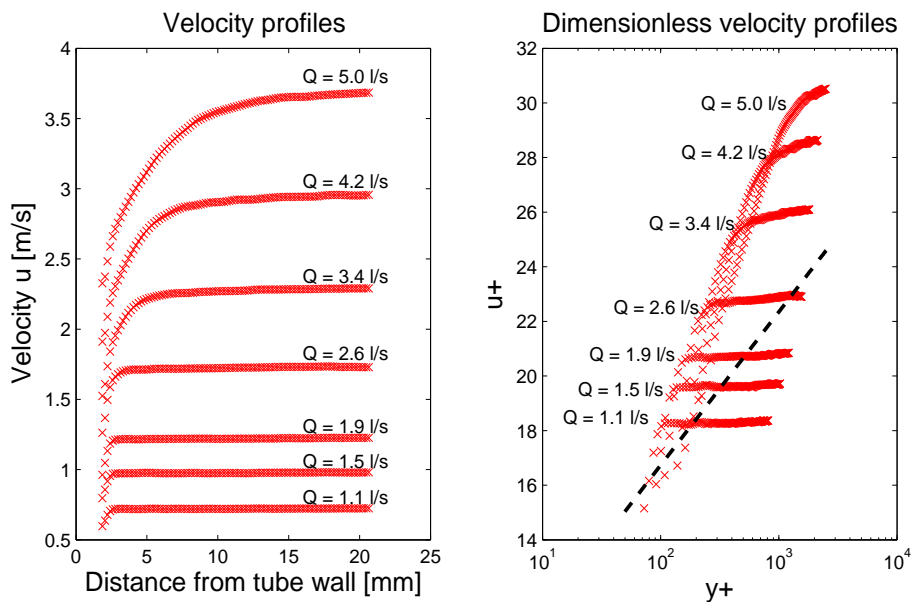 Velocity profiles
4
3.5
3
2.5
2
1.5
1
0.5
Velocity u [m/s]
Q = 5.0 l/s
Q = 4.2 l/s
Q = 3.4 l/s
Q = 2.6 l/s
Q = 1.9 l/s
Q = 1.5 l/s
Q = 1.1 l/s
0 5 10 15 20 25
Distance from tube wall [mm]
Dimensionless velocity profiles
32
30
28
26
24
22
20
18
16
14
u+
Q = 5.0 l/s
Q = 4.2 l/s
Q = 3.4 l/s
Q = 2.6 l/s
Q = 1.9 l/s
Q = 1.5 l/s
Q = 1.1 l/s
10¹ 10² 10³ 10⁴
y+